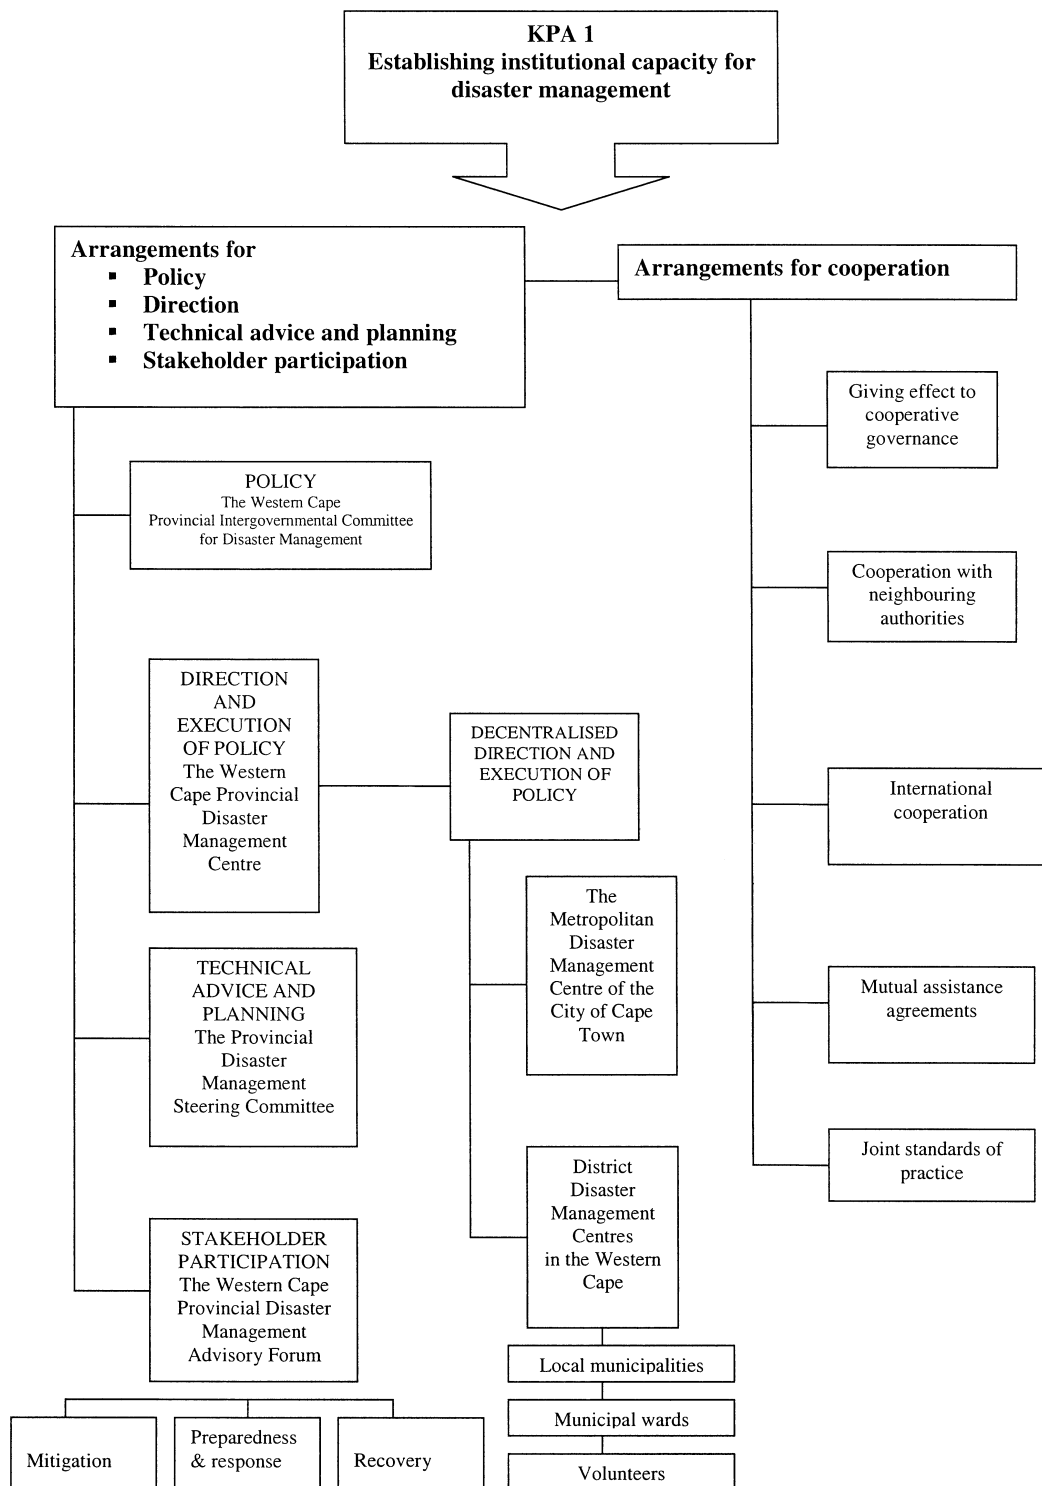 KPA 1
Establishing institutional capacity for
disaster management
Arrangements for
▪ Policy
▪ Direction
▪ Technical advice and planning
▪ Stakeholder participation
Arrangements for cooperation
Giving effect to
cooperative
governance
POLICY
The Western Cape
Provincial Intergovernmental Committee
for Disaster Management
Cooperation with
neighbouring
authorities
DIRECTION
AND
EXECUTION
OF POLICY
The Western
Cape Provincial
Disaster
Management
Centre
DECENTRALISED
DIRECTION AND
EXECUTION OF
POLICY
International
cooperation
The
Metropolitan
Disaster
Management
Centre of the
City of Cape
Town
TECHNICAL
ADVICE AND
PLANNING
The Provincial
Disaster
Management
Steering Committee
Mutual assistance
agreements
Joint standards of
practice
District
Disaster
Management
Centres
in the Western
Cape
STAKEHOLDER
PARTICIPATION
The Western Cape
Provincial Disaster
Management
Advisory Forum
Local municipalities
Municipal wards
Volunteers
Mitigation
Preparedness
& response
Recovery